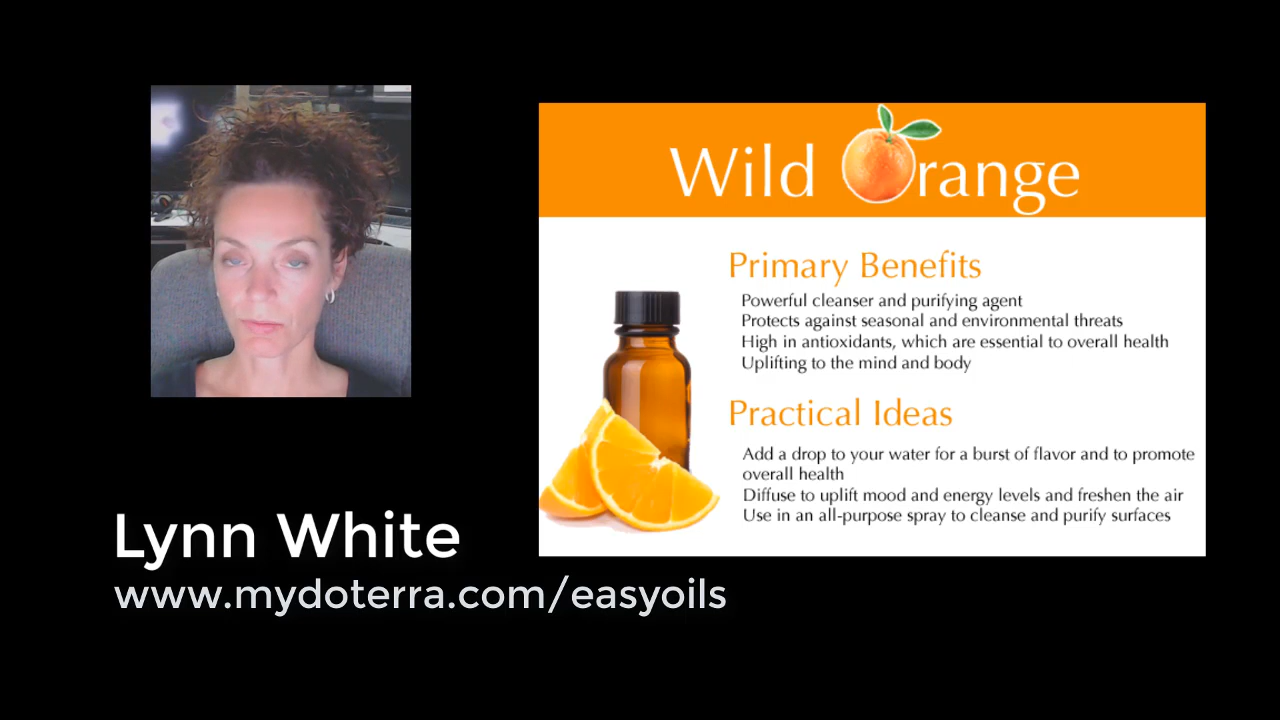 Wild Orange
Primary Benefits
Powerful cleanser and purifying agent
Protects against seasonal and environmental threats
High in antioxidants, which are essential to overall health
Uplifting to the mind and body
Practical Ideas
Add a drop to your water for a burst of flavor and to promote
overall health
Diffuse to uplift mood and energy levels and freshen the air
Use in an all-purpose spray to cleanse and purify surfaces
Lynn White
www.mydoterra.com/easyoils